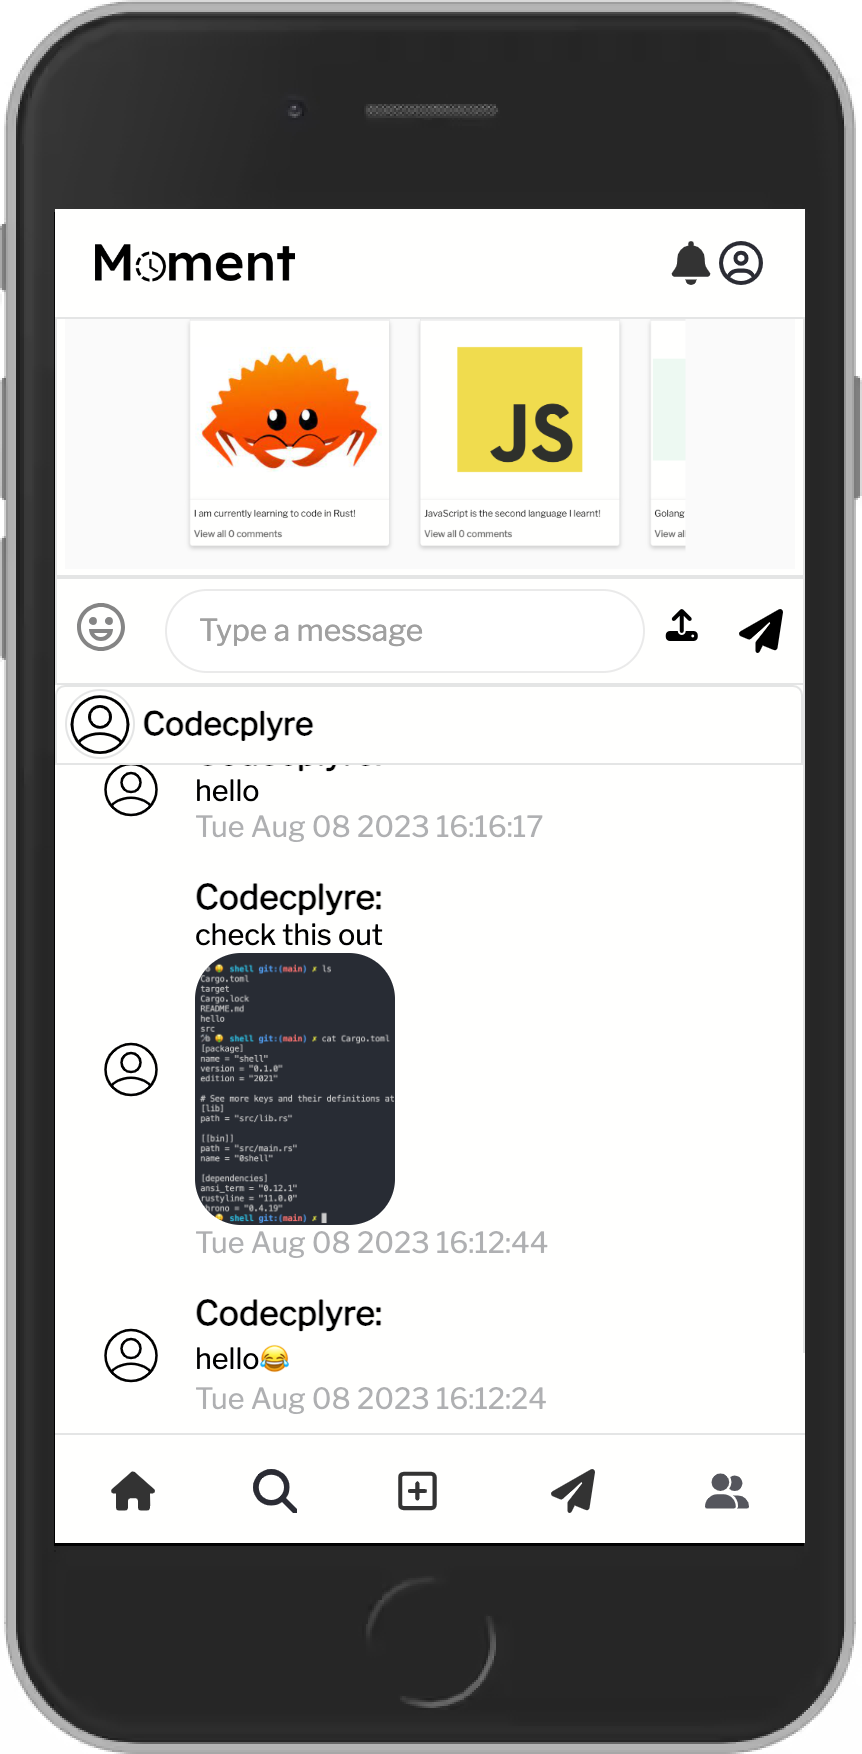 Moment
JS
I am currently learning to code in Rust!
View all 0 comments
JavaScript is the second language I learnt!
View all 0 comments
Golang
View al
Type a message
Codecplyre
Codecplyre:
hello
Tue Aug 08 2023 16:16:17
Codecplyre:
check this out
shell git:(main) ✗ ls
Cargo.toml
target
Cargo.lock
README.md
hello
src
shell git:(main) ✗ cat Cargo.toml
[package]
name = "shell"
version = "0.1.0"
edition = "2021"
# See more keys and their definitions at
[lib]
path = "src/lib.rs"
[[bin]]
path = "src/main.rs"
name = "0shell"
[dependencies]
ansi_term = "0.12.1"
rustyline = "11.0.0"
hrono = "0.4.19"
shell git:(main) ✗
Tue Aug 08 2023 16:12:44
Codecplyre:
hello😂
Tue Aug 08 2023 16:12:24